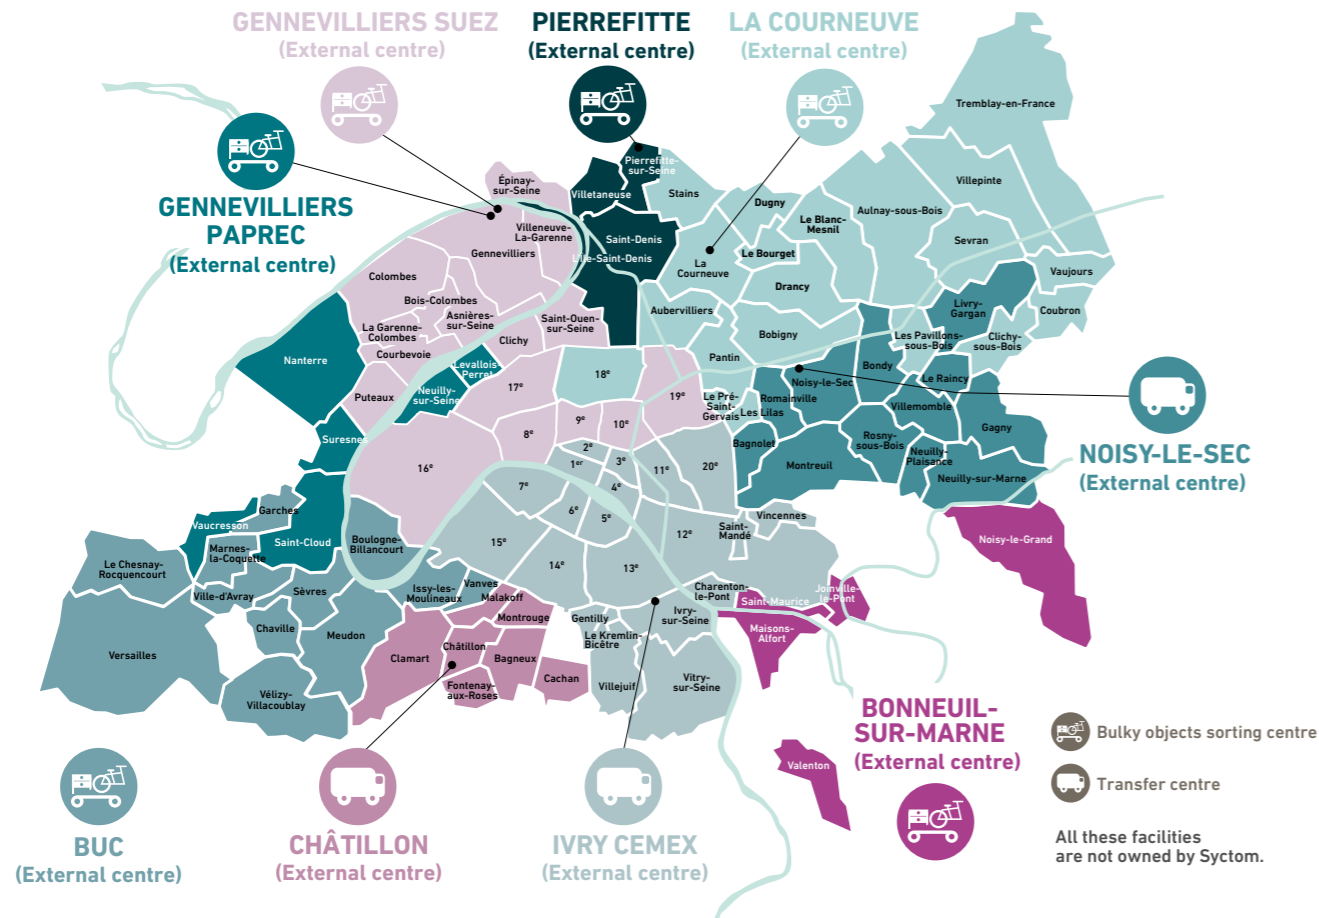 GENNEVILLIERS SUEZ
(External centre)
PIERREFITTE
(External centre)
LA COURNEUVE
(External centre)
GENNEVILLIERS
PAPREC
(External centre)
Tremblay-en-France
Pierrefitte-
sur-Seine
Épinay-
sur-Seine
Villetaneuse
Stains
Dugny
Villepinte
Aulnay-sous-Bois
Le Blanc-
Mesnil
Villeneuve-
La-Garenne
Saint-Denis
Gennevilliers
L'Île-Saint-Denis
Le Bourget
Sevran
La
Courneuve
Colombes
Drancy
Vaujours
Bois-Colombes
Livry-
Gargan
Coubron
Asnières-
sur-Seine
Saint-Ouen-
sur-Seine
Aubervilliers
La Garenne-
Colombes
Bobigny
Les Pavillons-
sous-Bois
Clichy-
sous-Bois
Clichy
Courbevoie
Nanterre
Levallois-
Perret
Pantin
Bondy
18e
Le Raincy
Noisy-le-Sec
Neuilly-
sur-Seine
17e
19e
Puteaux
Le Pré-
Saint-
Gervais
Romainville
Les Lilas
Villemomble
9e
10e
8e
Gagny
Suresnes
Bagnolet
Rosny-
sous-Bois
2e
Neuilly-
Plaisance
NOISY-LE-SEC
(External centre)
1er
3e
16e
11e
20e
Montreuil
Neuilly-sur-Marne
7e
4e
6e
5e
Garches
Vaucresson
Vincennes
Saint-
Mandé
12e
Saint-Cloud
Boulogne-
Billancourt
15e
Noisy-le-Grand
Marnes-
la-Coquette
Le Chesnay-
Rocquencourt
14e
13e
Ville-d'Avray
Sèvres
Issy-les-
Moulineaux
Vanves
Malakoff
Charenton-
le-Pont
Saint-Maurice
Joinville-
le-Pont
Montrouge
Gentilly
Ivry-
sur-Seine
Chaville
Meudon
Le Kremlin-
Bicêtre
Maisons-
Alfort
Versailles
Clamart
Châtillon
Bagneux
Cachan
Villejuif
Vitry-
sur-Seine
Fontenay-
aux-Roses
Vélizy-
Villacoublay
BONNEUIL-
SUR-MARNE
(External centre)
Valenton
Bulky objects sorting centre
Transfer centre
All these facilities
are not owned by Syctom.
BUC
(External centre)
CHÂTILLON
(External centre)
IVRY CEMEX
(External centre)